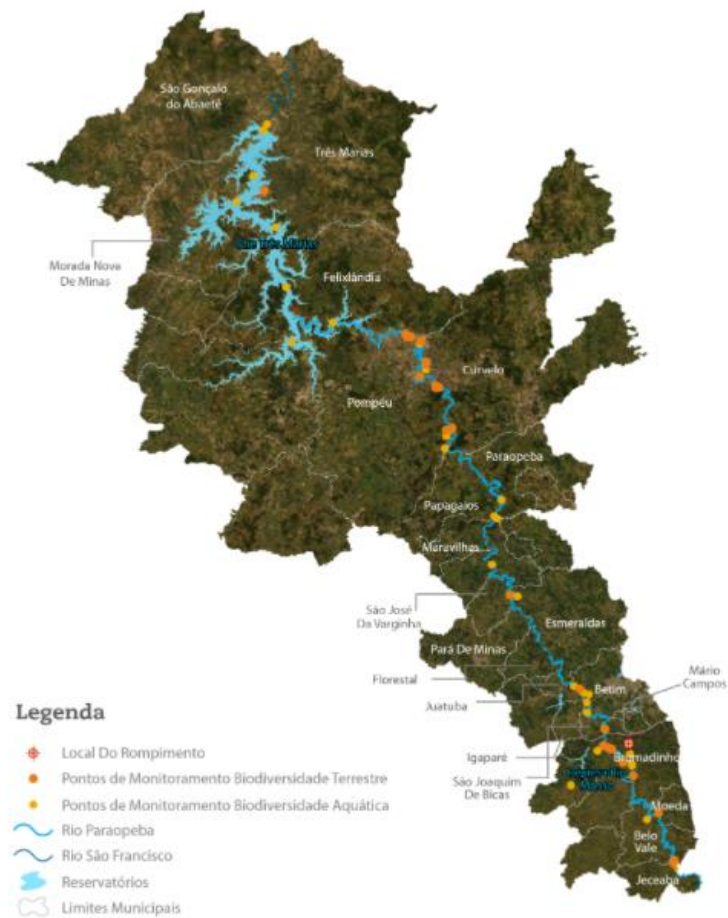 São Gonçalo
do Abaeté
Três Marias
Morada Nova
De Minas
Três Marias
Felixlândia
Curvelo
Pompéu
Paraopeba
Papagaios
Maravilhas
São José
Da Varginha
Esmeraldas
Pará De Minas
Florestal
Betim
Mário
Campos
Juatuba
Igaparé
Brumadinho
São Joaquim
De Bicas
Moeda
Belo
Vale
Jeceaba
Legenda
Local Do Rompimento
Pontos de Monitoramento Biodiversidade Terrestre
Pontos de Monitoramento Biodiversidade Aquática
Rio Paraopeba
Rio São Francisco
Reservatórios
Limites Municipais